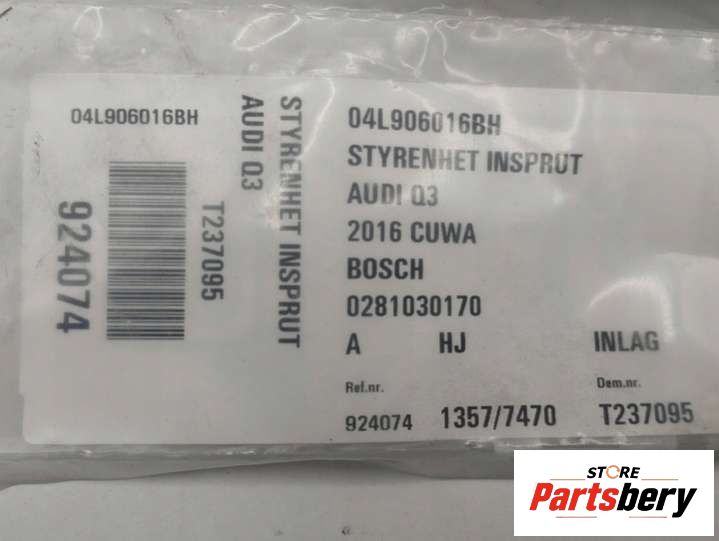 04L906016BH
924074
T237095
AUDI Q3
STYRENHET INSPRUT
04L906016BH
STYRENHET INSPRUT
AUDI Q3
2016 CUWA
BOSCH
0281030170
A HJ INLAG
Ref.nr. Dem.nr.
924074 1357/7470 T237095
STORE
Partsbery